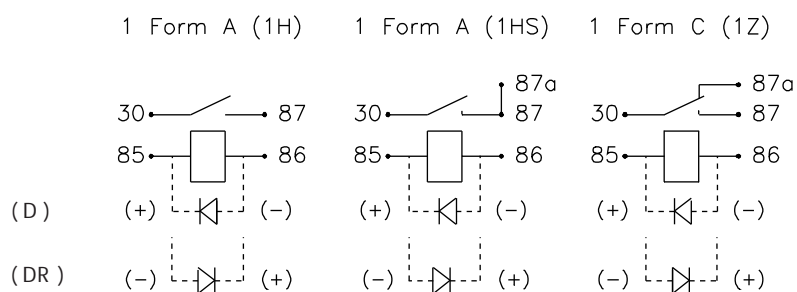 1 Form A (1H) 1 Form A (1HS) 1 Form C (1Z)
87a 87a
30 87 30 87 30 87
85 86 85 86 85 86
(D) (+) (−) (+) (−) (+) (−)
(DR) (−) (+) (−) (+) (−) (+)